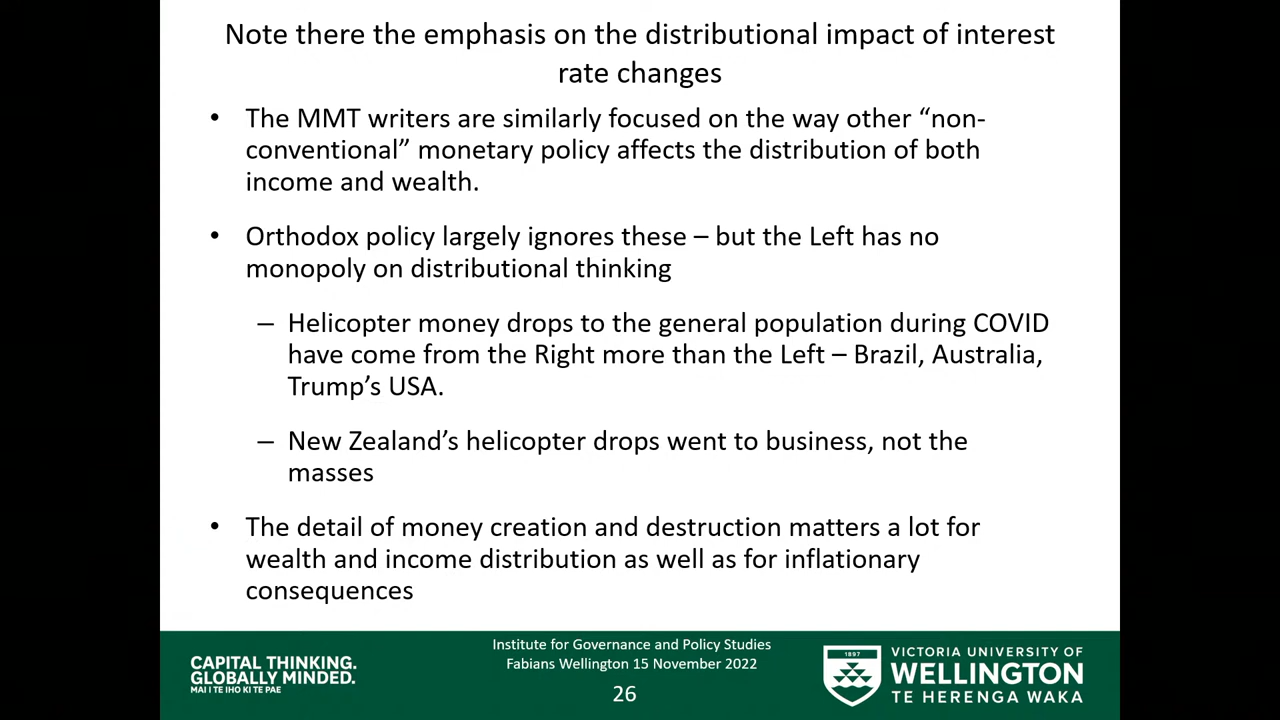 Note there the emphasis on the distributional impact of interest
rate changes
• The MMT writers are similarly focused on the way other “non-
conventional” monetary policy affects the distribution of both
income and wealth.
• Orthodox policy largely ignores these – but the Left has no
monopoly on distributional thinking
– Helicopter money drops to the general population during COVID
have come from the Right more than the Left – Brazil, Australia,
Trump’s USA.
– New Zealand’s helicopter drops went to business, not the
masses
• The detail of money creation and destruction matters a lot for
wealth and income distribution as well as for inflationary
consequences
CAPITAL THINKING.
GLOBALLY MINDED.
MAI I TE IHO KI TE PAE
Institute for Governance and Policy Studies
Fabians Wellington 15 November 2022
26
1897
VICTORIA UNIVERSITY OF
WELLINGTON
TE HERENGA WAKA